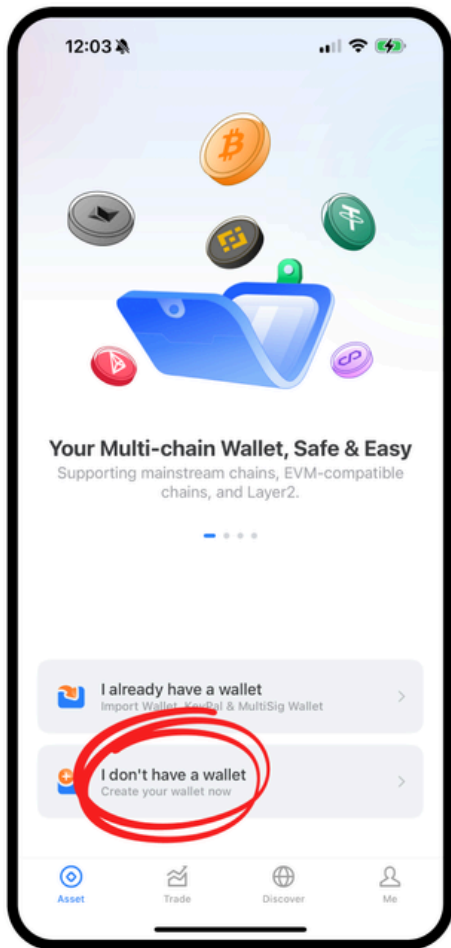 12:03
Your Multi-chain Wallet, Safe & Easy
Supporting mainstream chains, EVM-compatible
chains, and Layer2.
I already have a wallet
Import Wallet, KeyPal & MultiSig Wallet
I don't have a wallet
Create your wallet now
Asset
Trade
Discover
Me